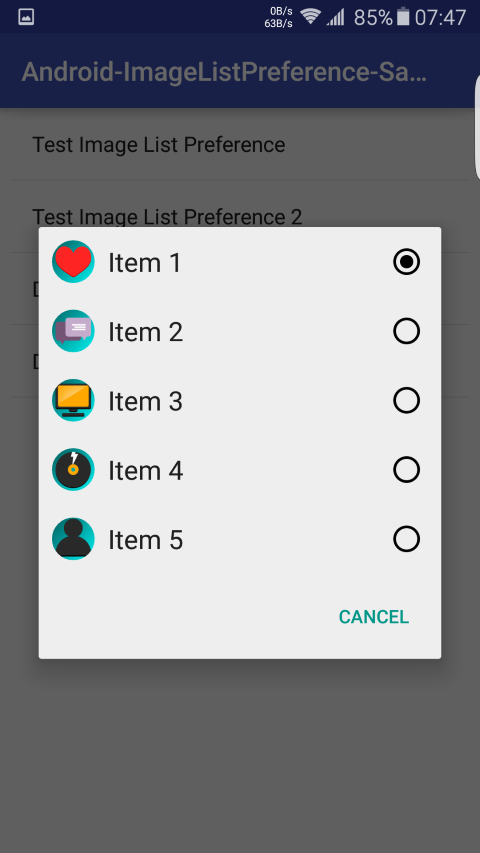 0B/s
63B/s
85% 07:47
Android-ImageListPreference-Sa...
Test Image List Preference
Test Image List Preference 2
Item 1
Item 2
Item 3
Item 4
Item 5
CANCEL